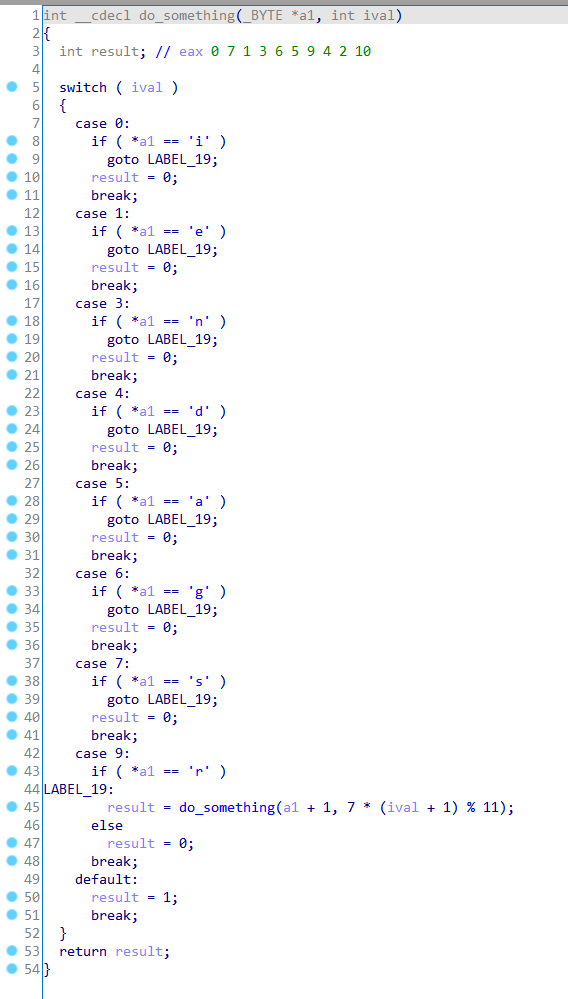 1 int __cdecl do_something(_BYTE *a1, int ival)
2 {
3   int result; // eax 0 7 1 3 6 5 9 4 2 10
4
5   switch ( ival )
6   {
7     case 0:
8       if ( *a1 == 'i' )
9         goto LABEL_19;
10       result = 0;
11       break;
12     case 1:
13       if ( *a1 == 'e' )
14         goto LABEL_19;
15       result = 0;
16       break;
17     case 3:
18       if ( *a1 == 'n' )
19         goto LABEL_19;
20       result = 0;
21       break;
22     case 4:
23       if ( *a1 == 'd' )
24         goto LABEL_19;
25       result = 0;
26       break;
27     case 5:
28       if ( *a1 == 'a' )
29         goto LABEL_19;
30       result = 0;
31       break;
32     case 6:
33       if ( *a1 == 'g' )
34         goto LABEL_19;
35       result = 0;
36       break;
37     case 7:
38       if ( *a1 == 's' )
39         goto LABEL_19;
40       result = 0;
41       break;
42     case 9:
43       if ( *a1 == 'r' )
44 LABEL_19:
45         result = do_something(a1 + 1, 7 * (ival + 1) % 11);
46       else
47         result = 0;
48       break;
49     default:
50       result = 1;
51       break;
52   }
53   return result;
54 }